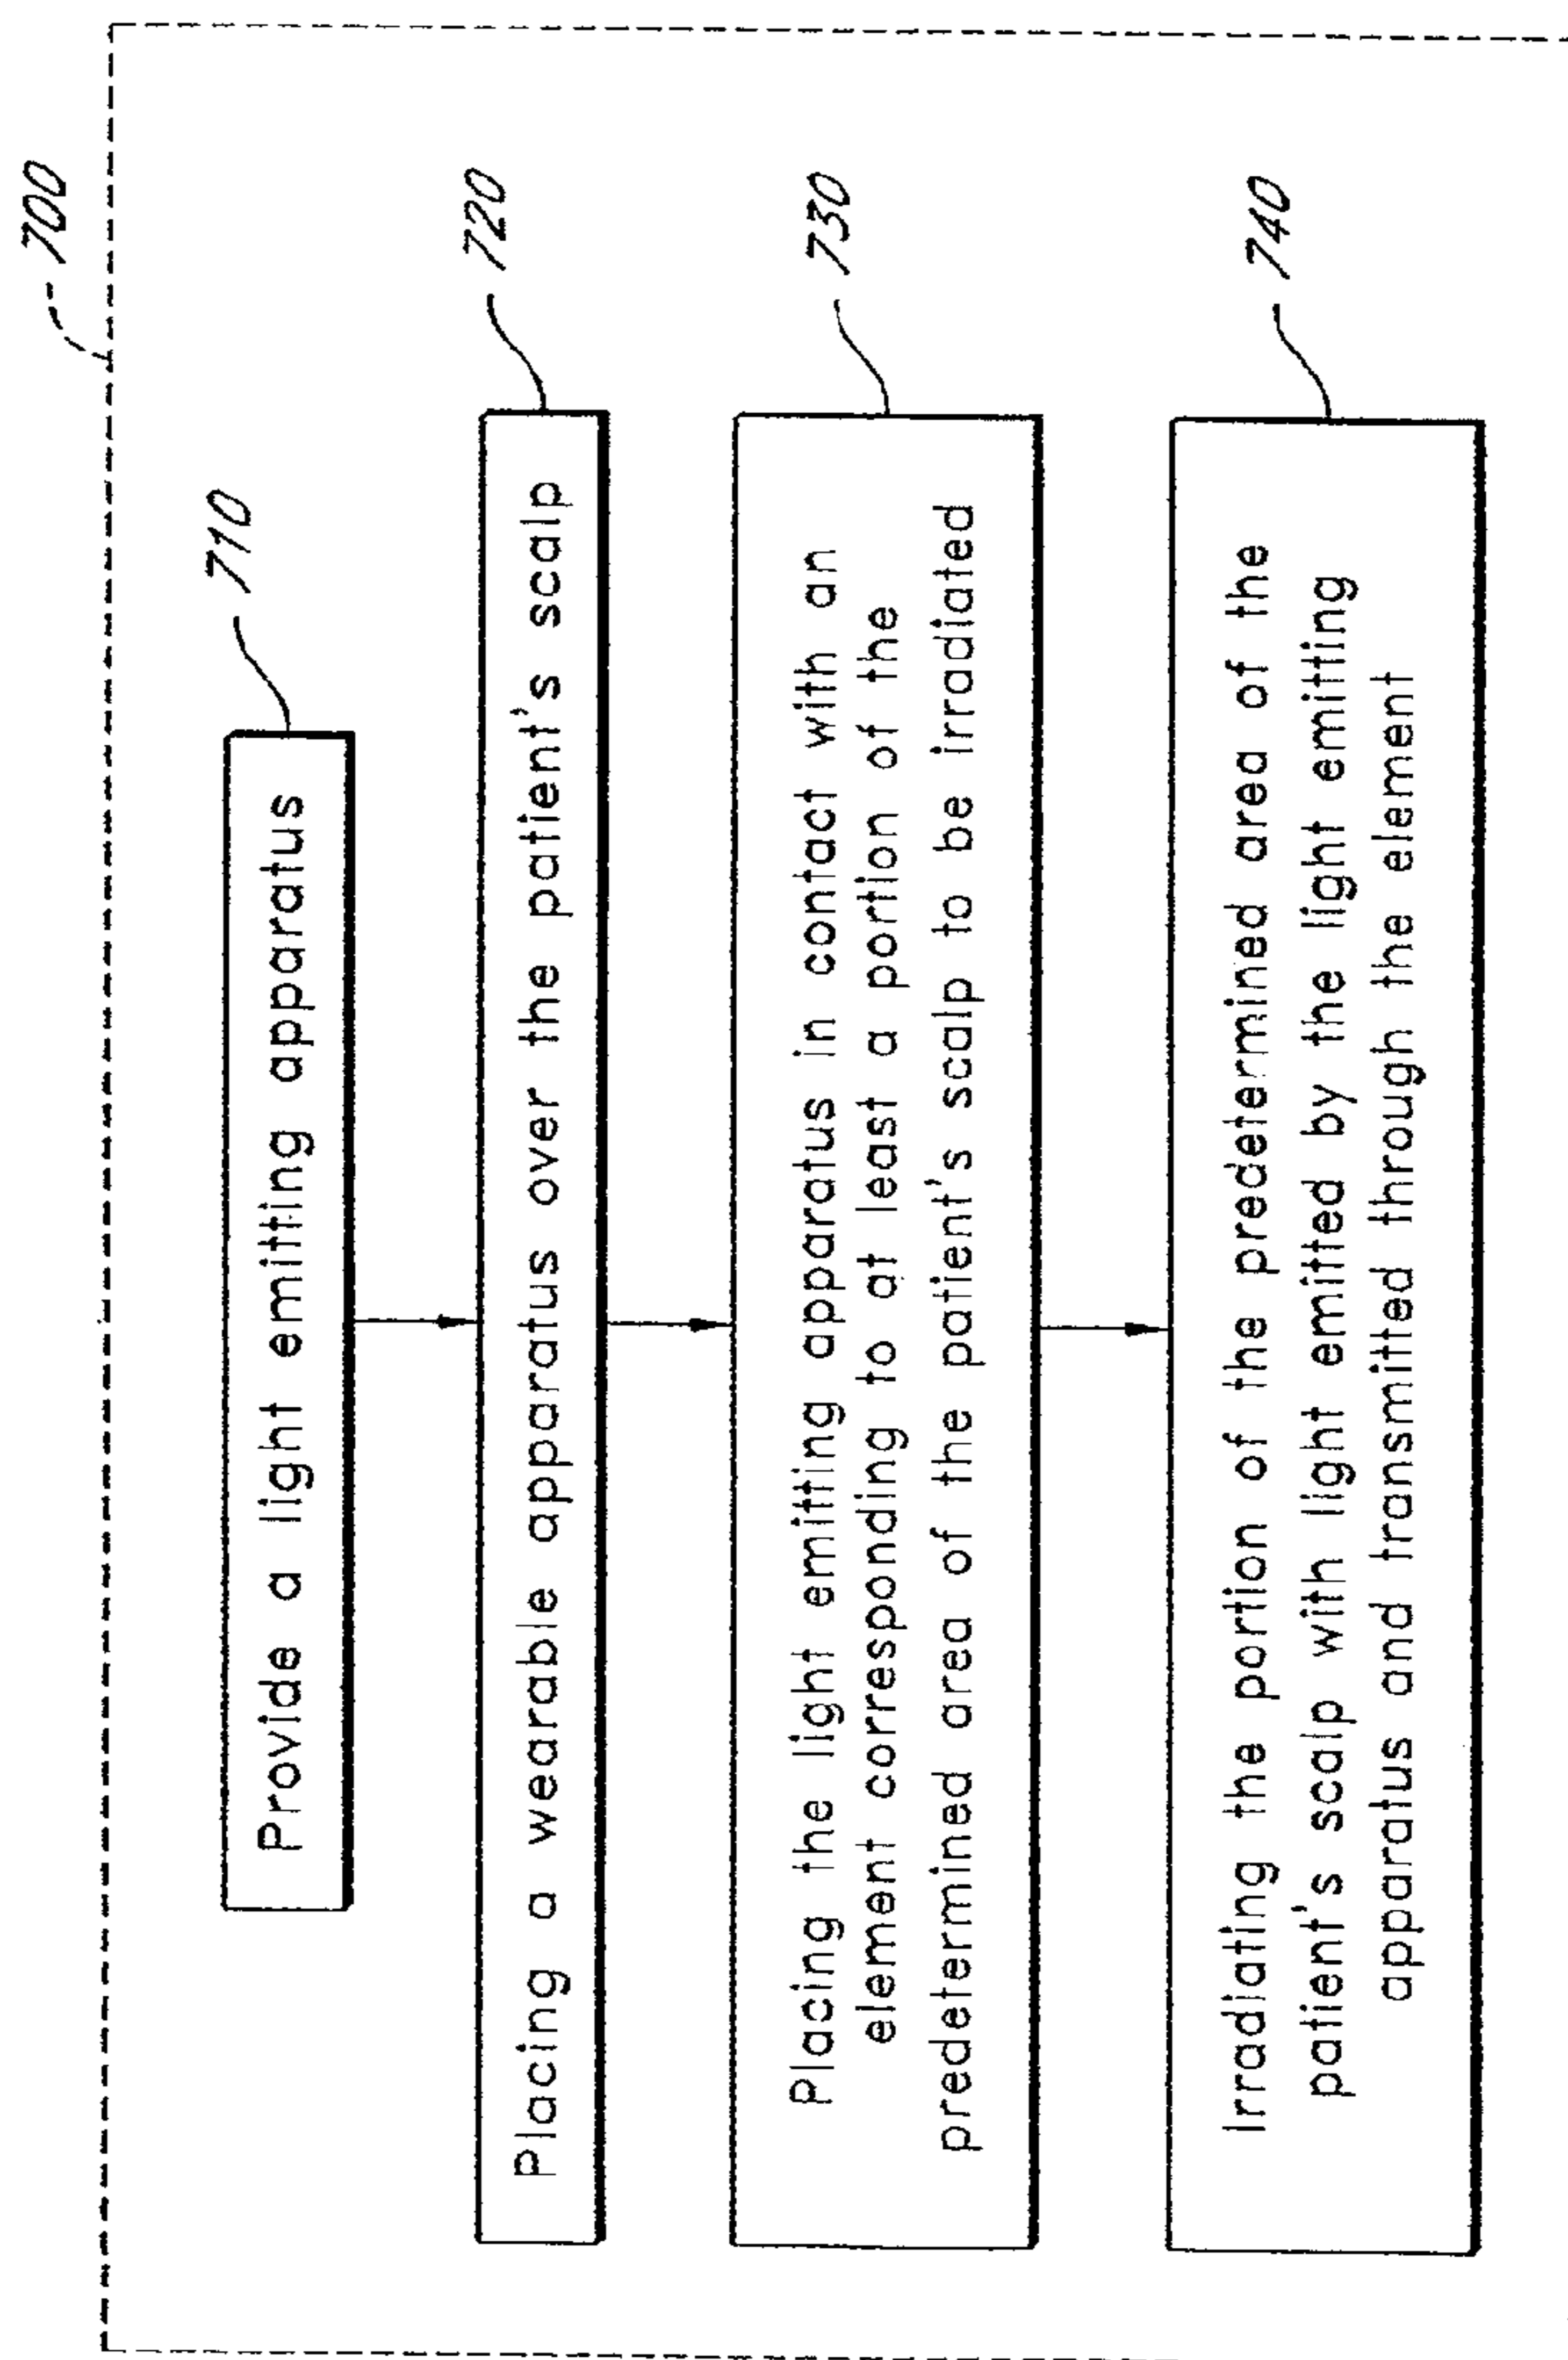 700
710
Provide a light emitting apparatus
720
Placing a wearable apparatus over the patient's scalp
730
Placing the light emitting apparatus in contact with an
element corresponding to at least a portion of the
predetermined area of the patient's scalp to be irradiated
740
Irradiating the portion of the predetermined area of the
patient's scalp with light emitted by the light emitting
apparatus and transmitted through the element